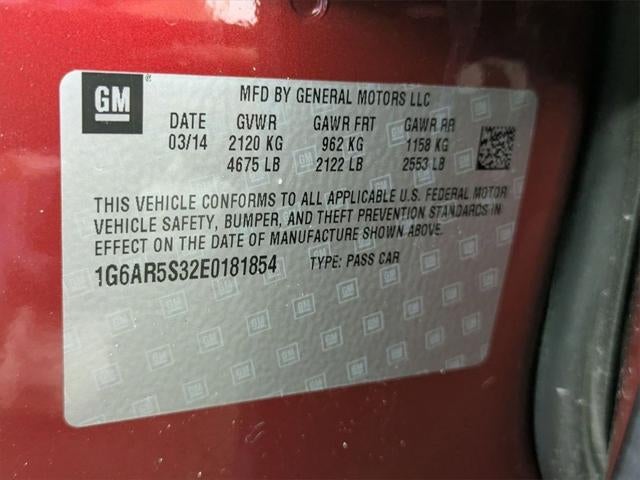 GM
MFD BY GENERAL MOTORS LLC
DATE GVWR GAWR FRT GAWR RR
03/14 2120 KG 962 KG 1158 KG
4675 LB 2122 LB 2553 LB
THIS VEHICLE CONFORMS TO ALL APPLICABLE U.S. FEDERAL MOTOR
VEHICLE SAFETY, BUMPER, AND THEFT PREVENTION STANDARDS IN
EFFECT ON THE DATE OF MANUFACTURE SHOWN ABOVE.
1G6AR5S32E0181854 TYPE: PASS CAR